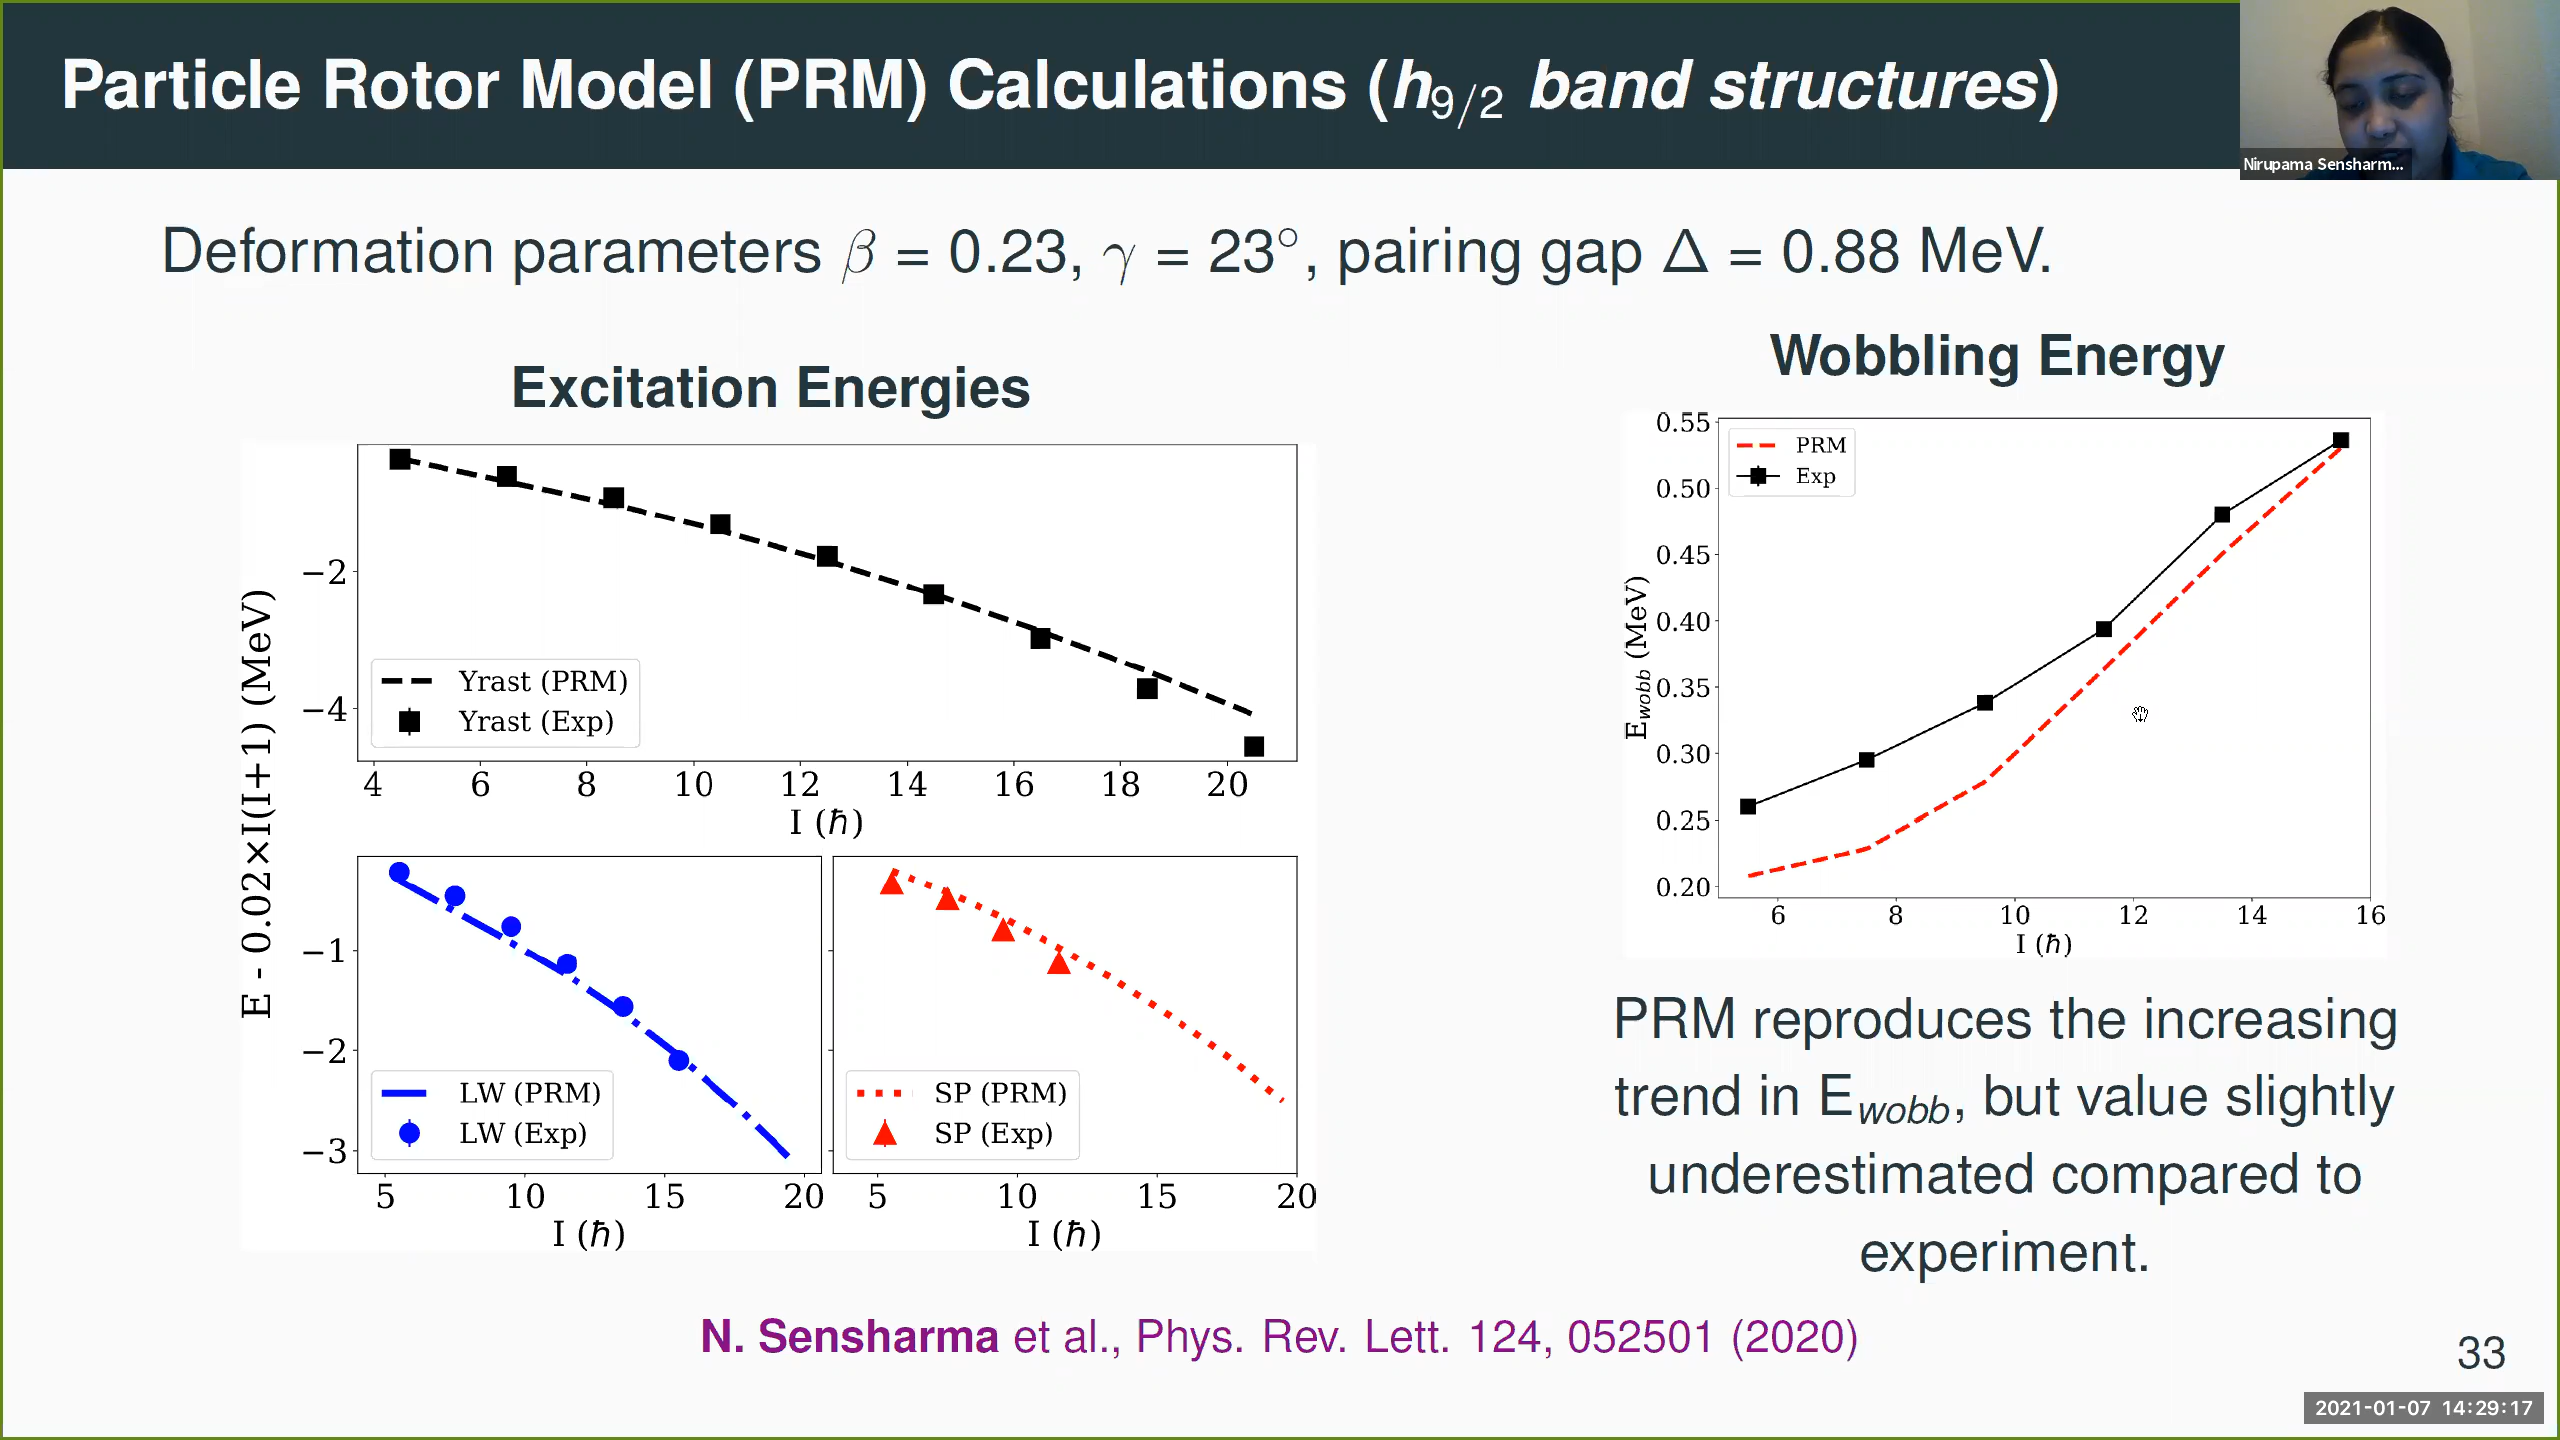 Particle Rotor Model (PRM) Calculations (h9/2 band structures)
Nirupama Sensharm...
Deformation parameters β = 0.23, γ = 23°, pairing gap Δ = 0.88 MeV.
Excitation Energies
E - 0.02×I(I+1) (MeV)
−2
−4
Yrast (PRM)
Yrast (Exp)
4 6 8 10 12 14 16 18 20
I (ħ)
−1
−2
−3
LW (PRM)
LW (Exp)
5 10 15 20
I (ħ)
SP (PRM)
SP (Exp)
5 10 15 20
I (ħ)
Wobbling Energy
Ewobb (MeV)
0.55
0.50
0.45
0.40
0.35
0.30
0.25
0.20
PRM
Exp
6 8 10 12 14 16
I (ħ)
PRM reproduces the increasing
trend in Ewobb, but value slightly
underestimated compared to
experiment.
N. Sensharma et al., Phys. Rev. Lett. 124, 052501 (2020)
33
2021-01-07 14:29:17